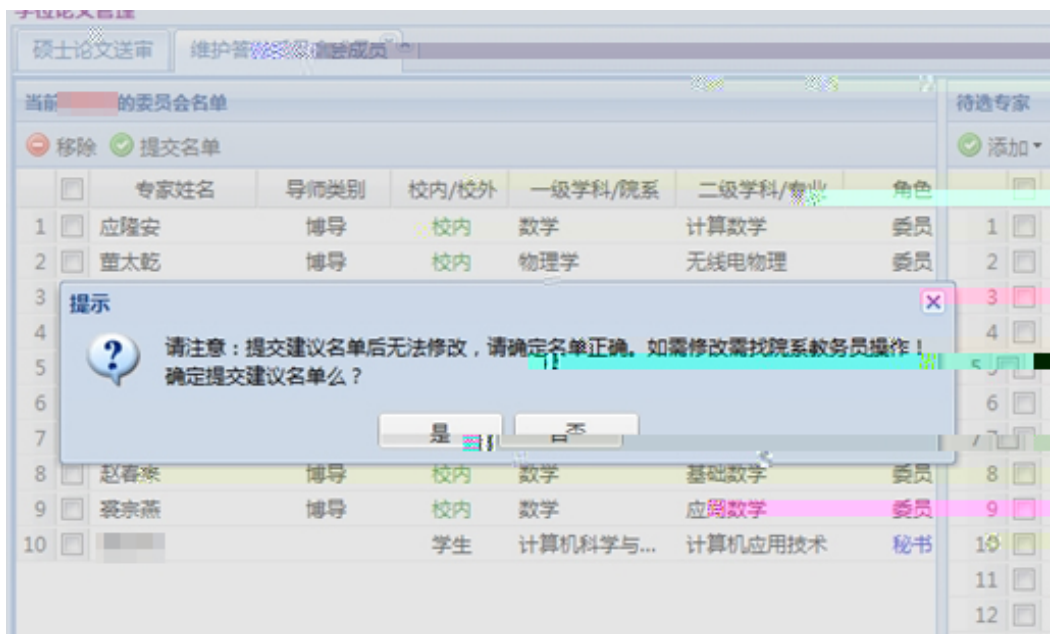 学位论文管理
硕士论文送审
当前
的委员会名单
待选专家
移除 提交名单
添加
专家姓名 导师类别 校内/校外 一级学科/院系 二级学科/专业 角色
1 应隆安 博导 校内 数学 计算数学 委员 1
2 董太乾 博导 校内 物理学 无线电物理 委员 2
3 3
提示
4 4
请注意：提交建议名单后无法修改，请确定名单正确。如需修改需找院系教务员操作！
确定提交建议名单么？
5 5
6 6
是 否
7 7
8 博导 校内 数学 基础数学 委员 8
9 裘宗燕 博导 校内 数学 应用数学 委员 9
10 学生 计算机科学与... 计算机应用技术 秘书 10
11
12